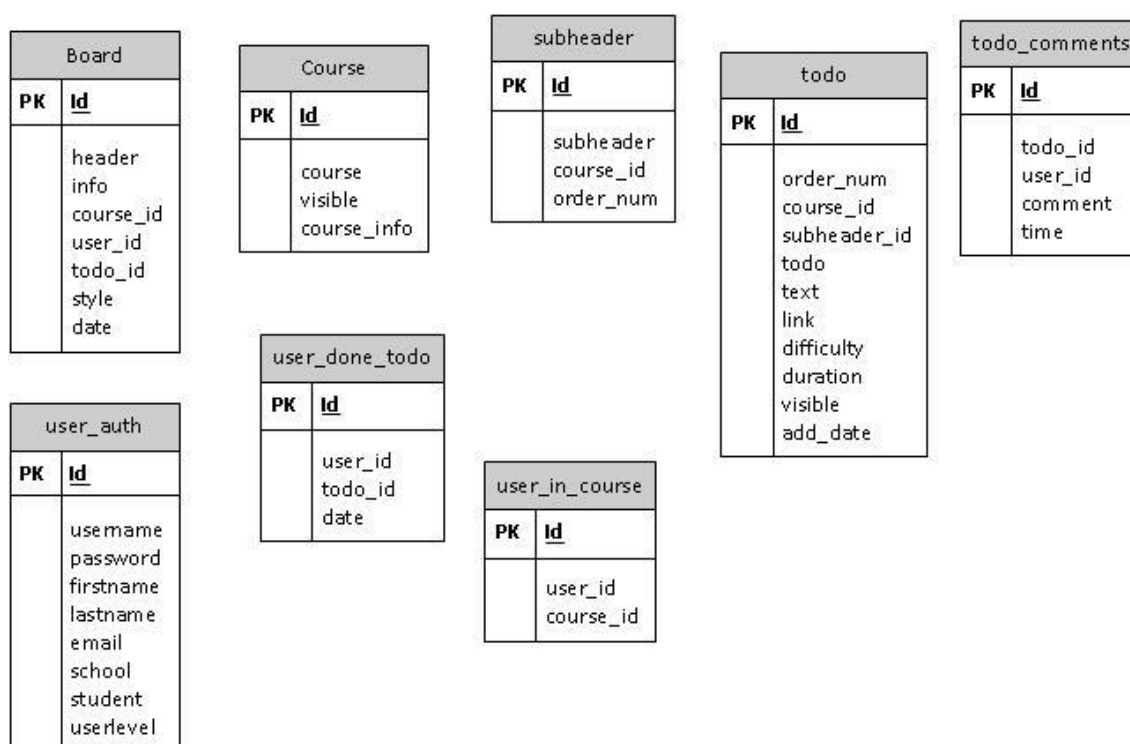 Board
PK Id
header
info
course_id
user_id
todo_id
style
date
Course
PK Id
course
visible
course_info
subheader
PK Id
subheader
course_id
order_num
todo
PK Id
order_num
course_id
subheader_id
todo
text
link
difficulty
duration
visible
add_date
todo_comments
PK Id
todo_id
user_id
comment
time
user_auth
PK Id
username
password
firstname
lastname
email
school
student
userlevel
user_done_todo
PK Id
user_id
todo_id
date
user_in_course
PK Id
user_id
course_id